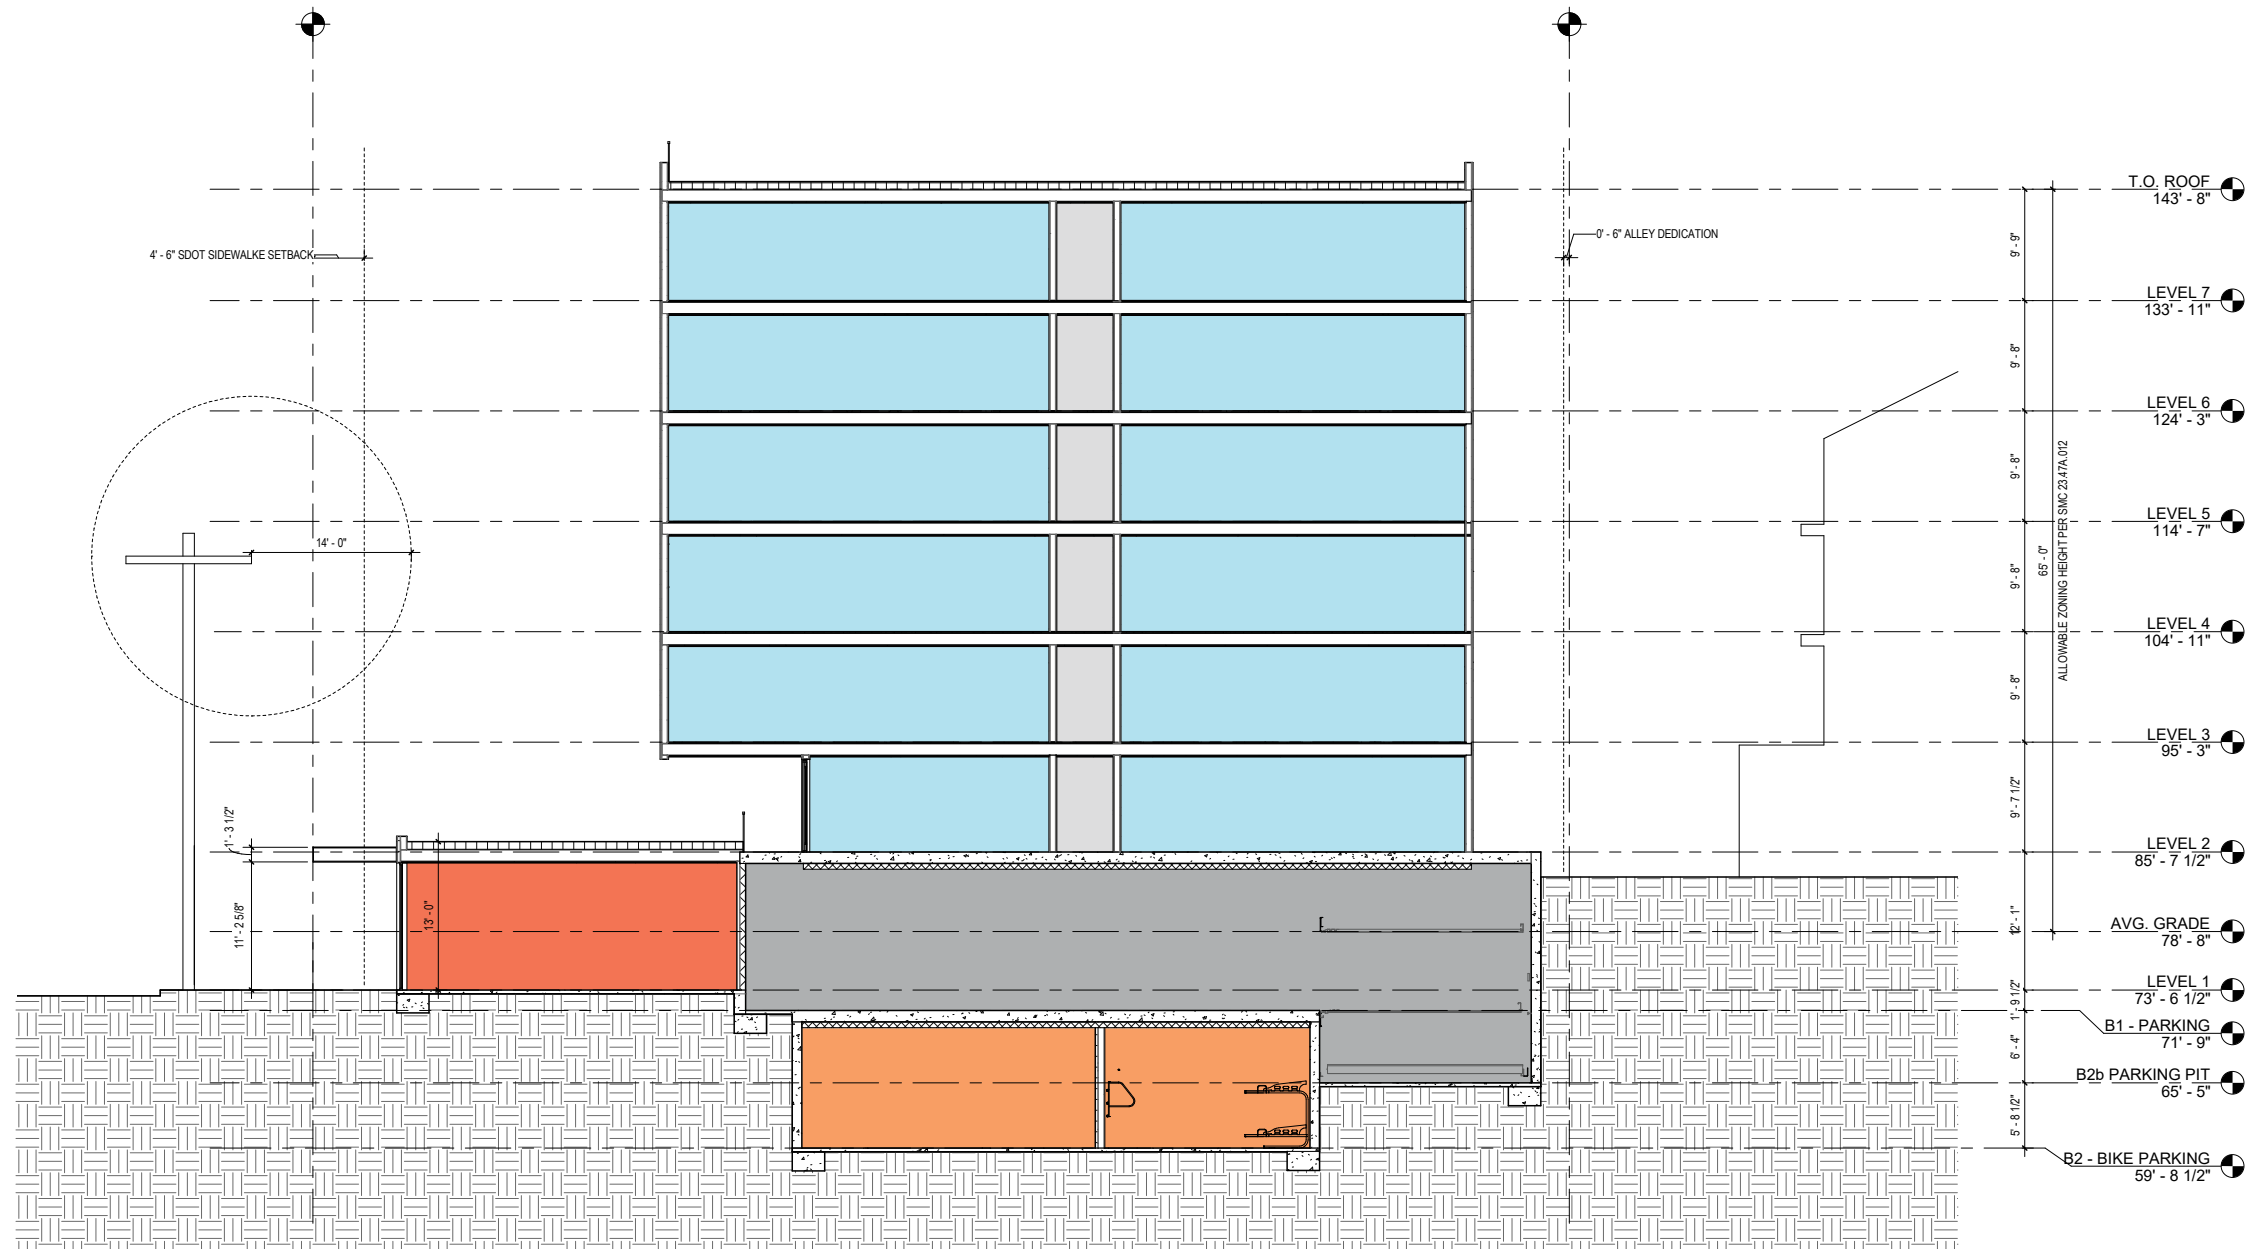 T.O. ROOF
143' - 8"
4' - 6" SDOT SIDEWALKE SETBACK
0' - 6" ALLEY DEDICATION
9' - 9"
LEVEL 7
133' - 11"
9' - 8"
LEVEL 6
124' - 3"
9' - 8"
LEVEL 5
114' - 7"
14' - 0"
9' - 8"
65' - 0"
ALLOWABLE ZONING HEIGHT PER SMC 23.47A.012
LEVEL 4
104' - 11"
9' - 8"
LEVEL 3
95' - 3"
9' - 7 1/2"
1' - 3 1/2"
LEVEL 2
85' - 7 1/2"
11' - 2 5/8"
13' - 0"
12' - 1"
AVG. GRADE
78' - 8"
LEVEL 1
73' - 6 1/2"
1' - 9 1/2"
B1 - PARKING
71' - 9"
6' - 4"
B2b PARKING PIT
65' - 5"
5' - 8 1/2"
B2 - BIKE PARKING
59' - 8 1/2"